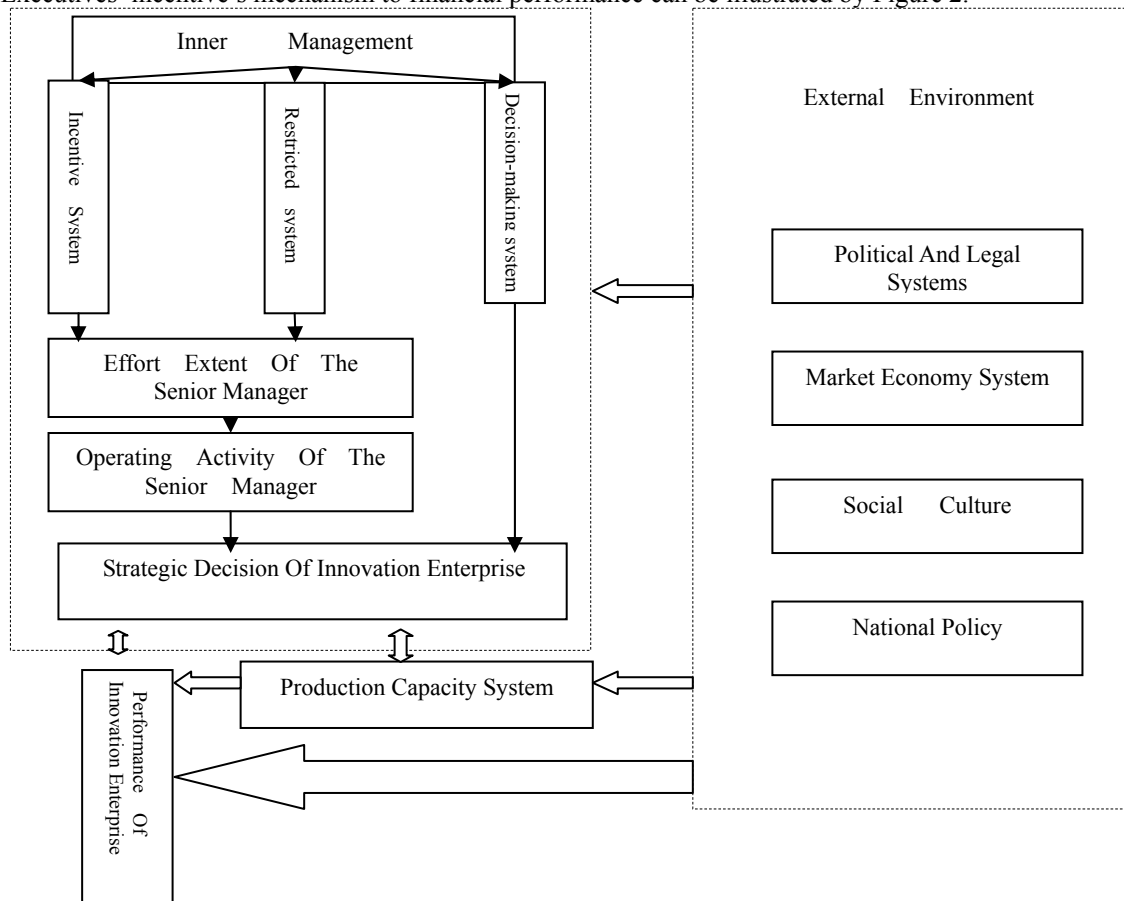 Executives' incentive's mechanism to financial performance can be illustrated by Figure 2:
Inner Management
Incentive System
Restricted system
Decision-making system
External Environment
Political And Legal
Systems
Market Economy System
Social Culture
National Policy
Effort Extent Of The
Senior Manager
Operating Activity Of The
Senior Manager
Strategic Decision Of Innovation Enterprise
Production Capacity System
Performance Of
Innovation Enterprise